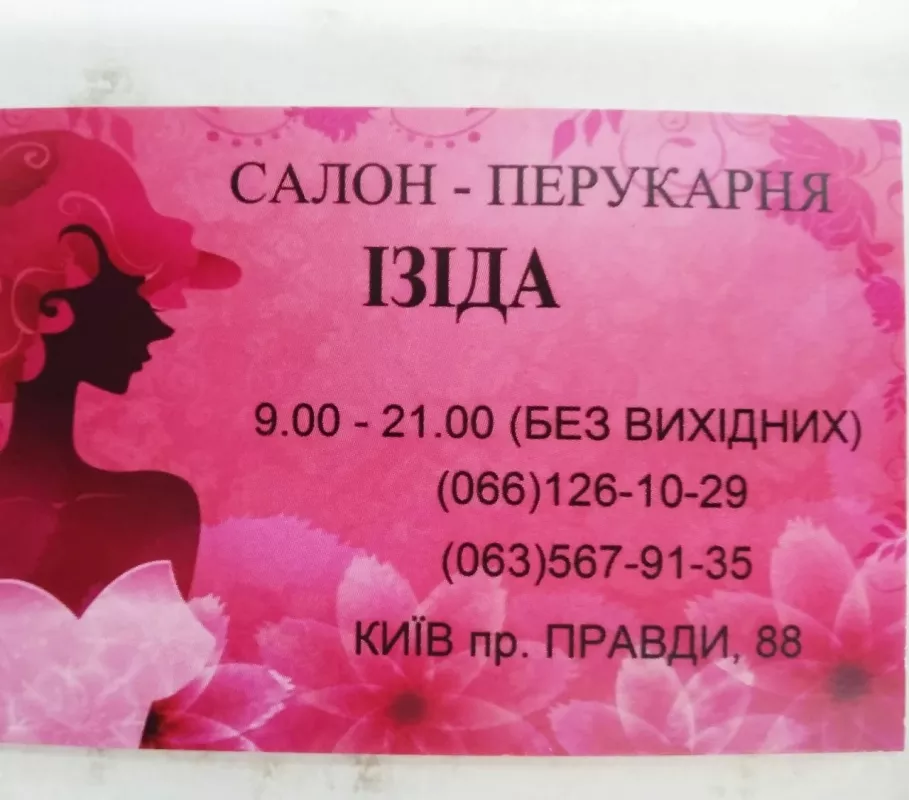 САЛОН - ПЕРУКАРНЯ
ІЗІДА
9.00 - 21.00 (БЕЗ ВИХІДНИХ)
(066)126-10-29
(063)567-91-35
КИЇВ пр. ПРАВДИ, 88